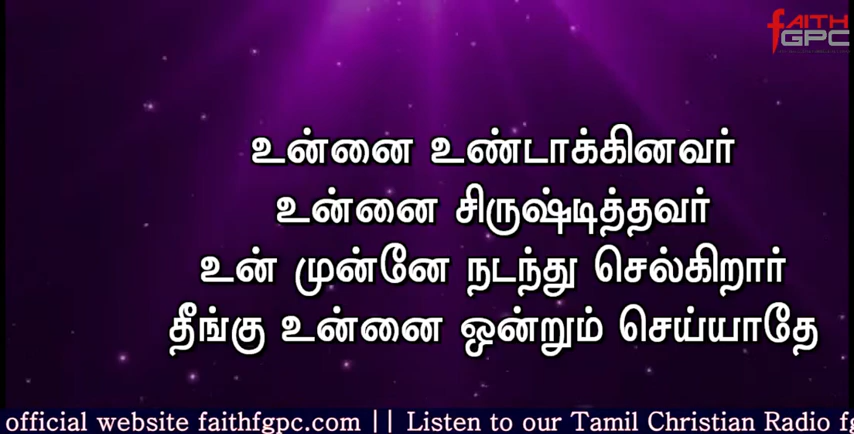 FAITH
GPC
உன்னை உண்டாக்கினவர்
உன்னை சிருஷ்டித்தவர்
உன் முன்னே நடந்து செல்கிறார்
தீங்கு உன்னை ஒன்றும் செய்யாதே
official website faithfgpc.com || Listen to our Tamil Christian Radio fg